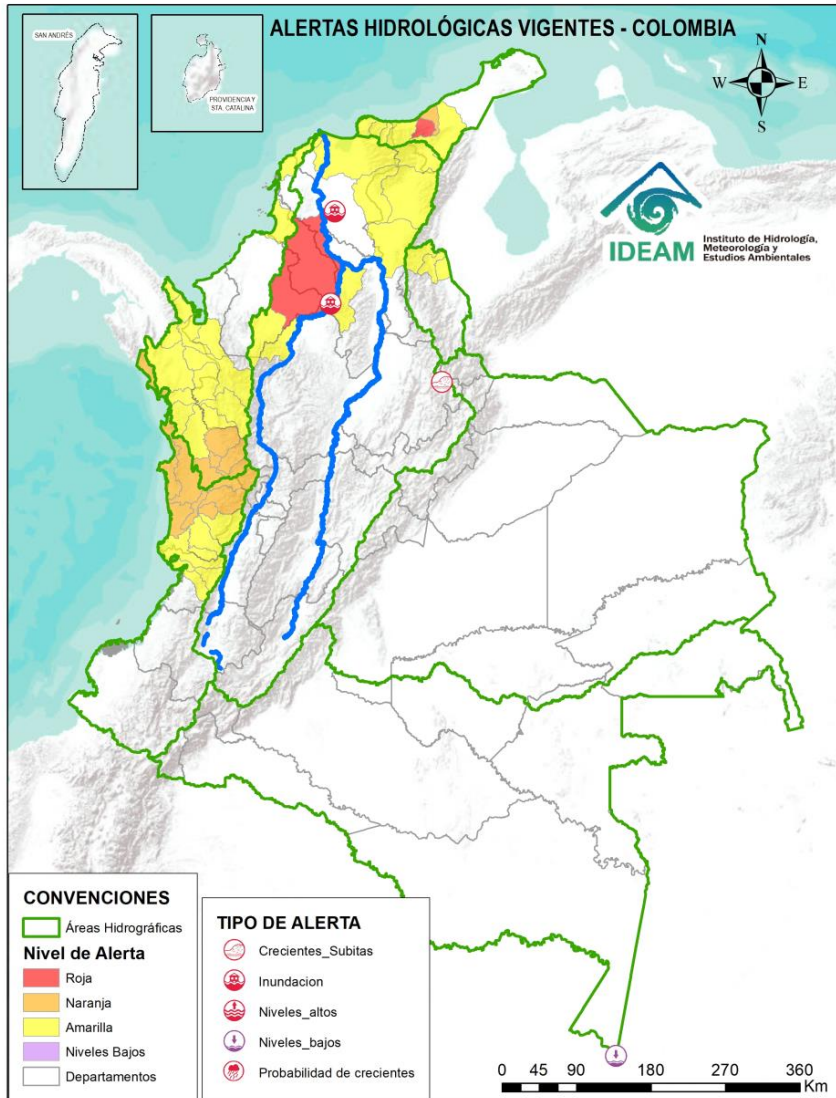 ALERTAS HIDROLÓGICAS VIGENTES - COLOMBIA
SAN ANDRÉS
PROVIDENCIA Y
STA. CATALINA
N
W E
S
IDEAM
Instituto de Hidrología,
Meteorología y
Estudios Ambientales
CONVENCIONES
Áreas Hidrográficas
Nivel de Alerta
Roja
Naranja
Amarilla
Niveles Bajos
Departamentos
TIPO DE ALERTA
Crecientes_Subitas
Inundacion
Niveles_altos
Niveles_bajos
Probabilidad de crecientes
0 45 90 180 270 360
Km